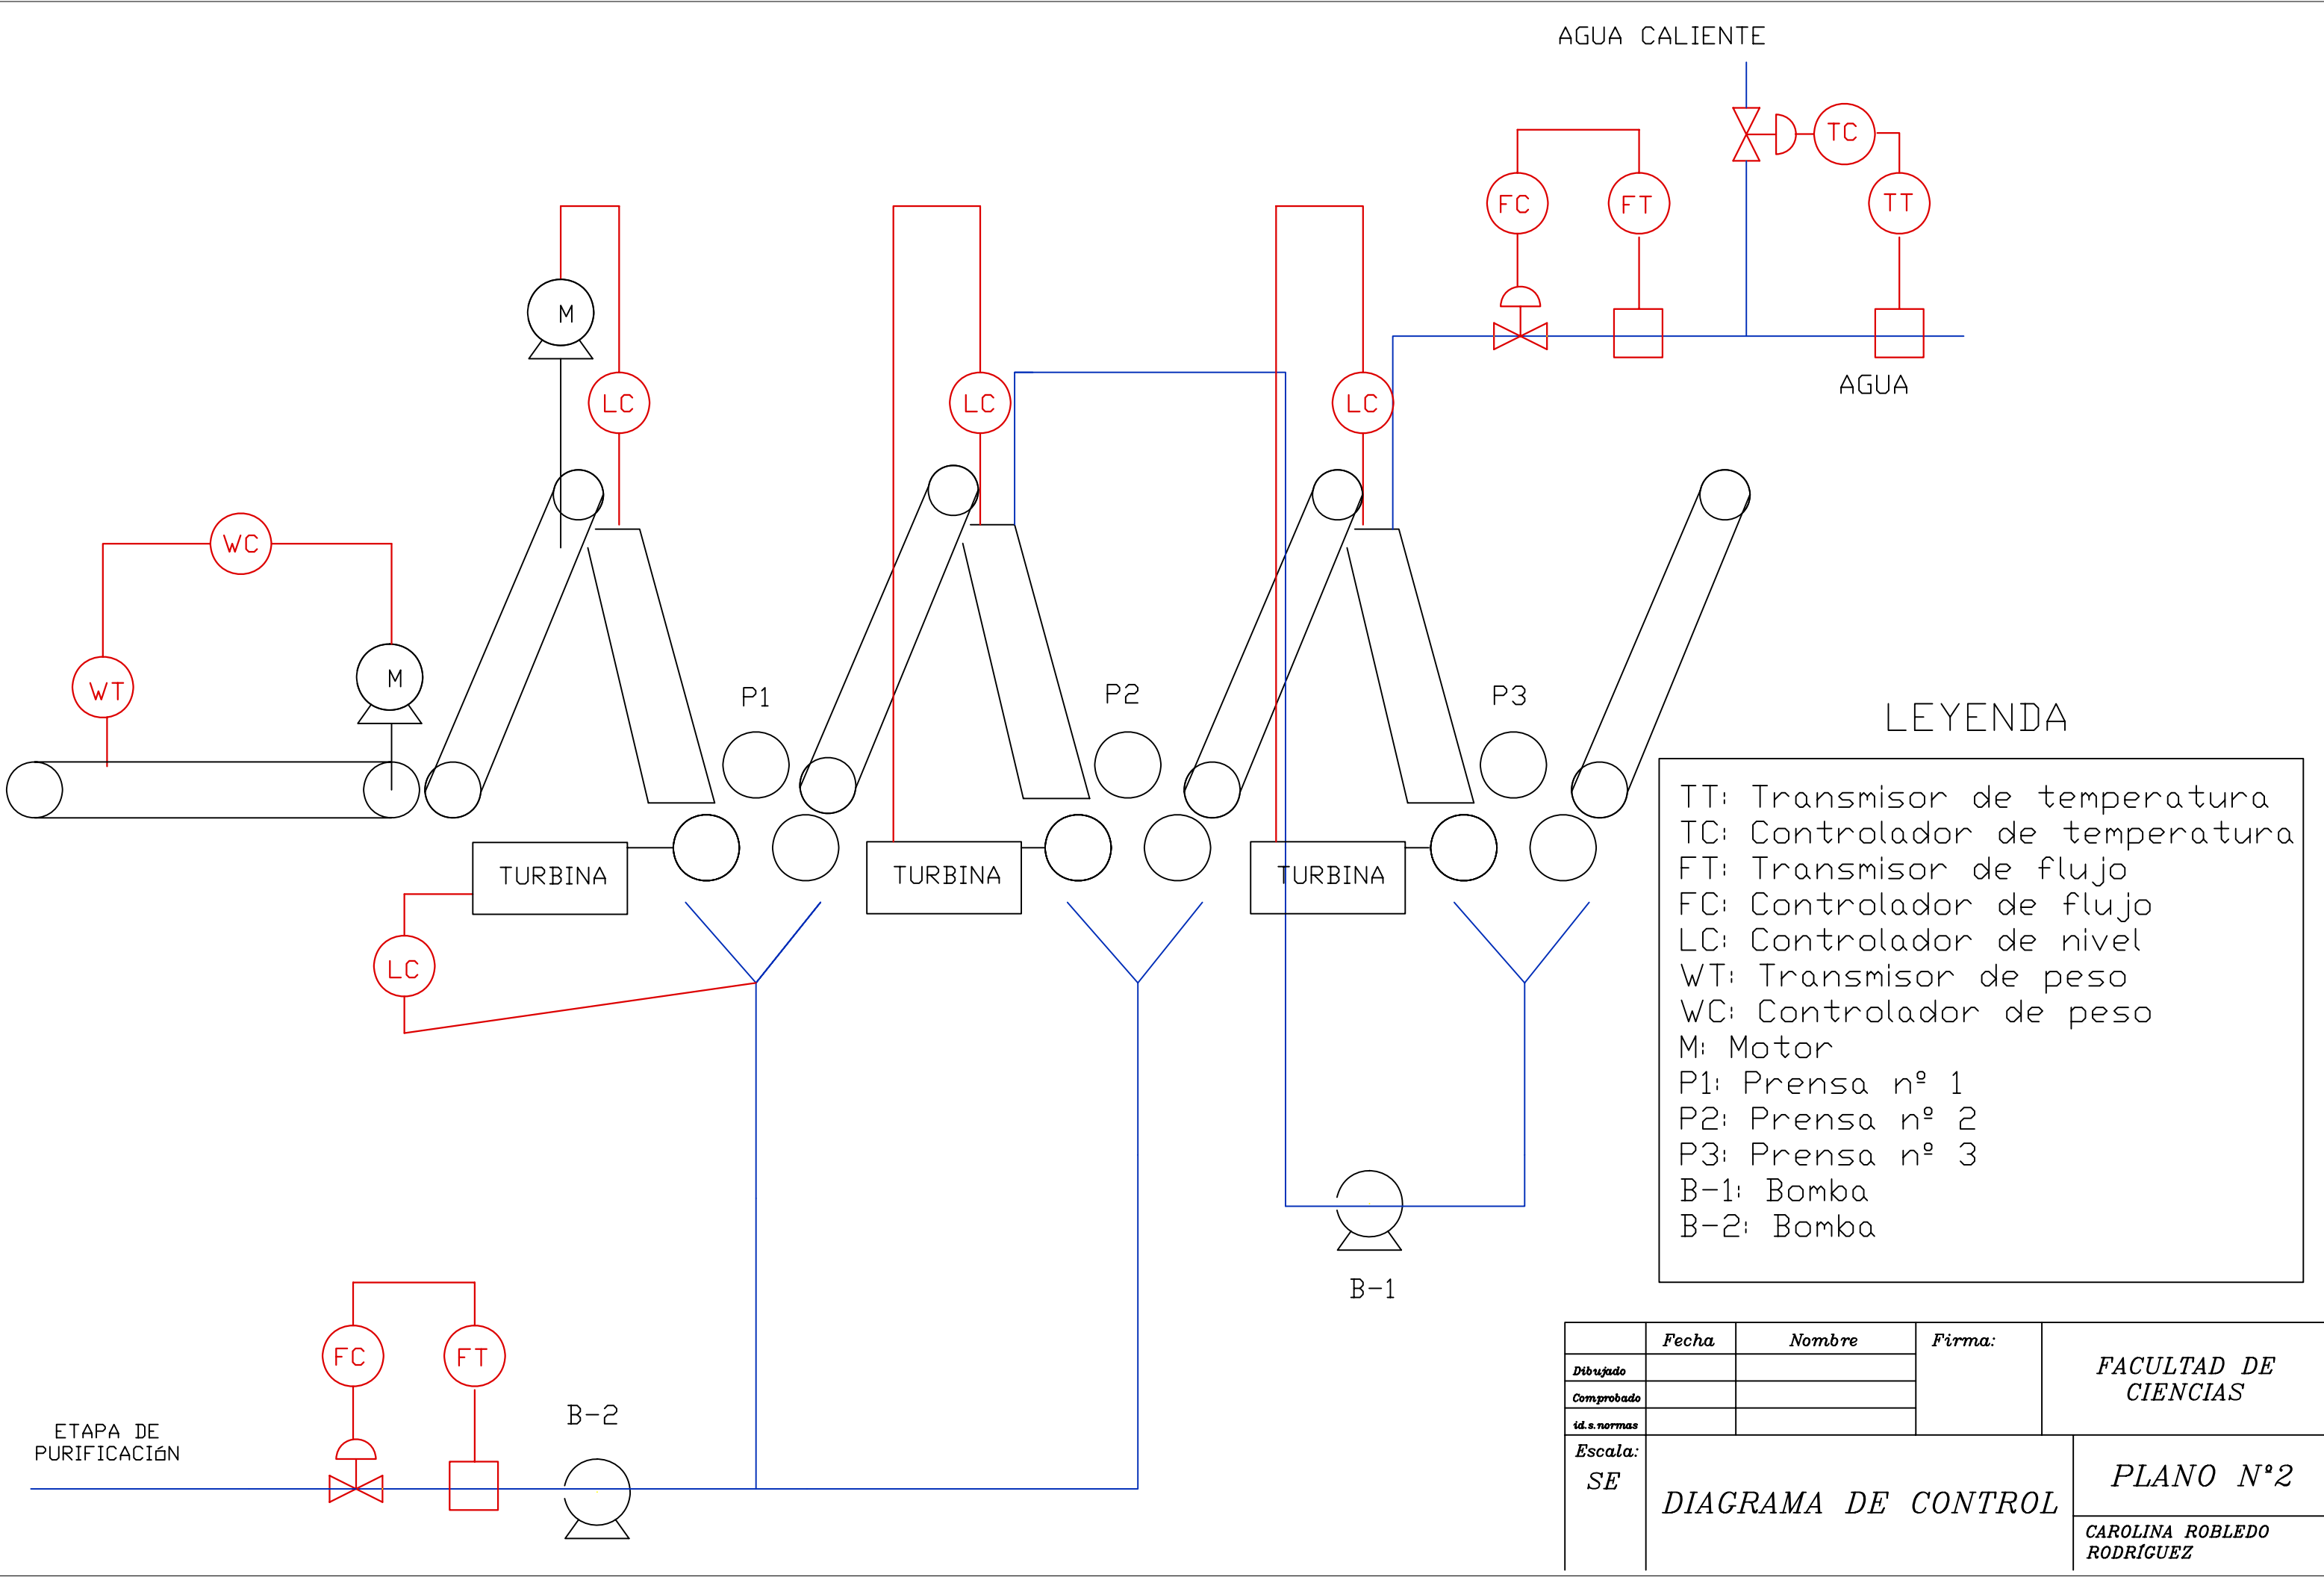 AGUA CALIENTE
TC
FC
FT
TT
M
LC
LC
LC
AGUA
WC
WT
M
P1
P2
P3
TURBINA
TURBINA
TURBINA
LC
LEYENDA
TT: Transmisor de temperatura
TC: Controlador de temperatura
FT: Transmisor de flujo
FC: Controlador de flujo
LC: Controlador de nivel
WT: Transmisor de peso
WC: Controlador de peso
M: Motor
P1: Prensa nº 1
P2: Prensa nº 2
P3: Prensa nº 3
B-1: Bomba
B-2: Bomba
B-1
FC
FT
B-2
ETAPA DE
PURIFICACIóN
Fecha
Nombre
Firma:
Dibujado
Comprobado
id.s.normas
FACULTAD DE
CIENCIAS
Escala:
SE
DIAGRAMA DE CONTROL
PLANO Nº2
CAROLINA ROBLEDO
RODRÍGUEZ